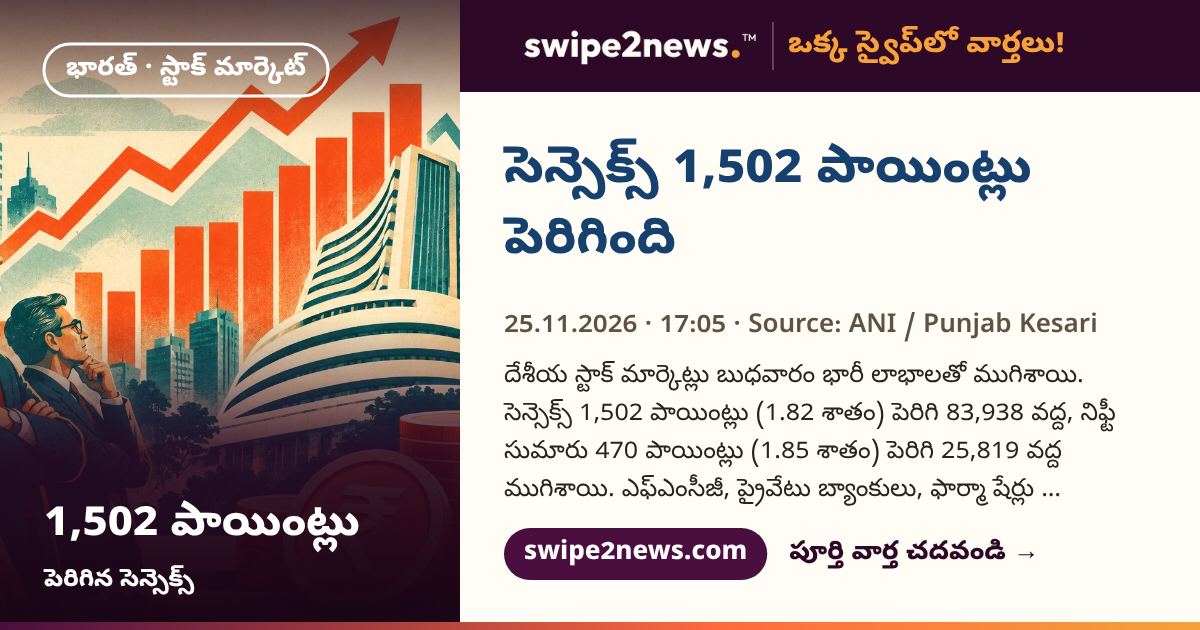 భారత్ · స్టాక్ మార్కెట్
1,502 పాయింట్లు
పెరిగిన సెన్సెక్స్
swipe2news.™
ఒక్క స్వైప్‌లో వార్తలు!
సెన్సెక్స్ 1,502 పాయింట్లు
పెరిగింది
25.11.2026 · 17:05 · Source: ANI / Punjab Kesari
దేశీయ స్టాక్ మార్కెట్లు బుధవారం భారీ లాభాలతో ముగిశాయి.
సెన్సెక్స్ 1,502 పాయింట్లు (1.82 శాతం) పెరిగి 83,938 వద్ద, నిఫ్టీ
సుమారు 470 పాయింట్లు (1.85 శాతం) పెరిగి 25,819 వద్ద
ముగిశాయి. ఎఫ్ఎంసీజీ, ప్రైవేటు బ్యాంకులు, ఫార్మా షేర్లు ...
swipe2news.com
పూర్తి వార్త చదవండి →